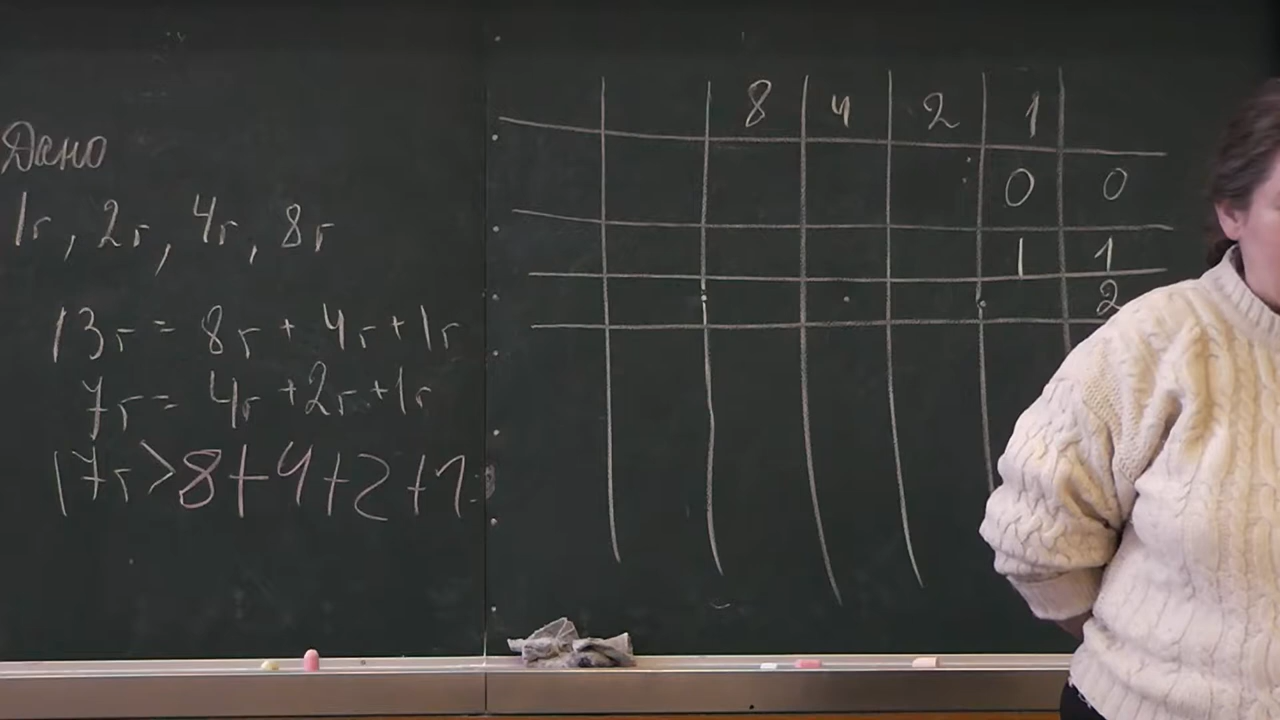 Дано
1г, 2г, 4г, 8г
13г = 8г + 4г + 1г
7г = 4г + 2г + 1г
17г > 8 + 4 + 2 + 1 =
8 4 2 1
0 0
1 1
2